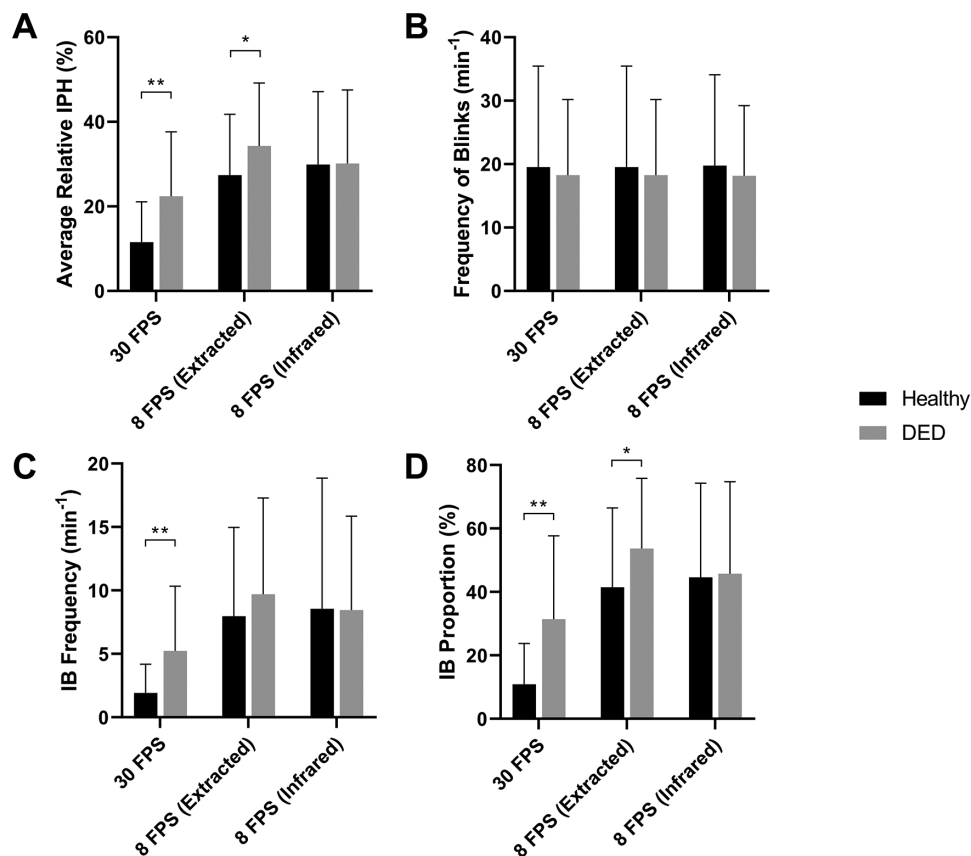 A
Average Relative IPH (%)
60
40
20
0
**
*
30 FPS
8 FPS (Extracted)
8 FPS (Infrared)
B
Frequency of Blinks (min⁻¹)
40
30
20
10
0
30 FPS
8 FPS (Extracted)
8 FPS (Infrared)
Healthy
DED
C
IB Frequency (min⁻¹)
20
15
10
5
0
**
30 FPS
8 FPS (Extracted)
8 FPS (Infrared)
D
IB Proportion (%)
80
60
40
20
0
**
*
30 FPS
8 FPS (Extracted)
8 FPS (Infrared)